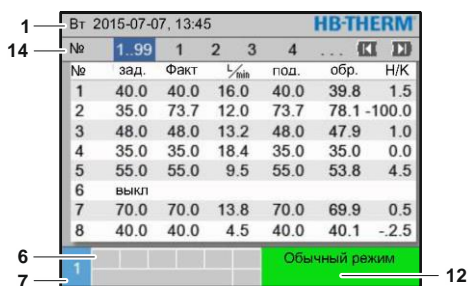 1 Вт 2015-07-07, 13:45 HB-THERM
14 № 1..99 1 2 3 4 ...
№ зад. Факт L/min под. обр. Н/К
1 40.0 40.0 16.0 40.0 39.8 1.5
2 35.0 73.7 12.0 73.7 78.1 -100.0
3 48.0 48.0 13.2 48.0 47.9 1.0
4 35.0 35.0 18.4 35.0 35.0 0.0
5 55.0 55.0 9.5 55.0 53.8 4.5
6 выкл
7 70.0 70.0 13.8 70.0 69.9 0.5
8 40.0 40.0 4.5 40.0 40.1 -.2.5
6 Обычный режим
7 1 12